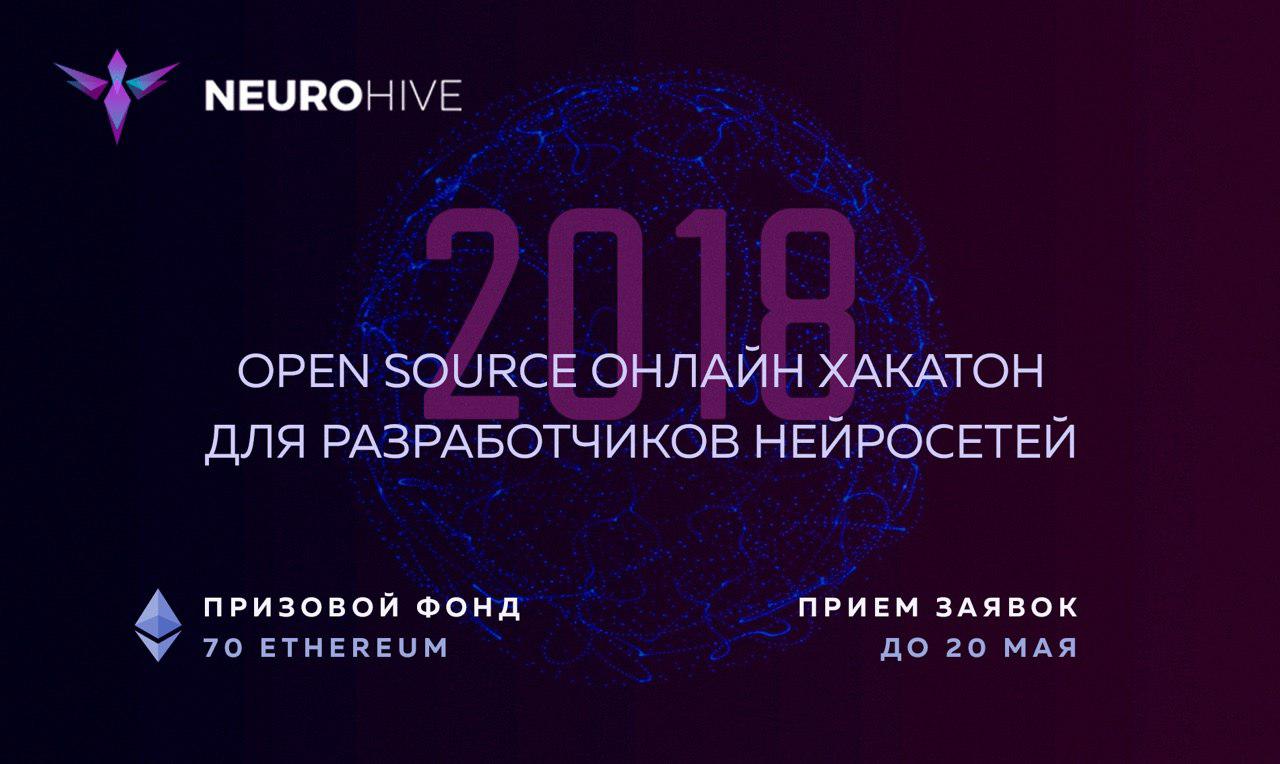 NEUROHIVE
2018
OPEN SOURCE ОНЛАЙН ХАКАТОН
ДЛЯ РАЗРАБОТЧИКОВ НЕЙРОСЕТЕЙ
ПРИЗОВОЙ ФОНД
70 ETHEREUM
ПРИЕМ ЗАЯВОК
ДО 20 МАЯ